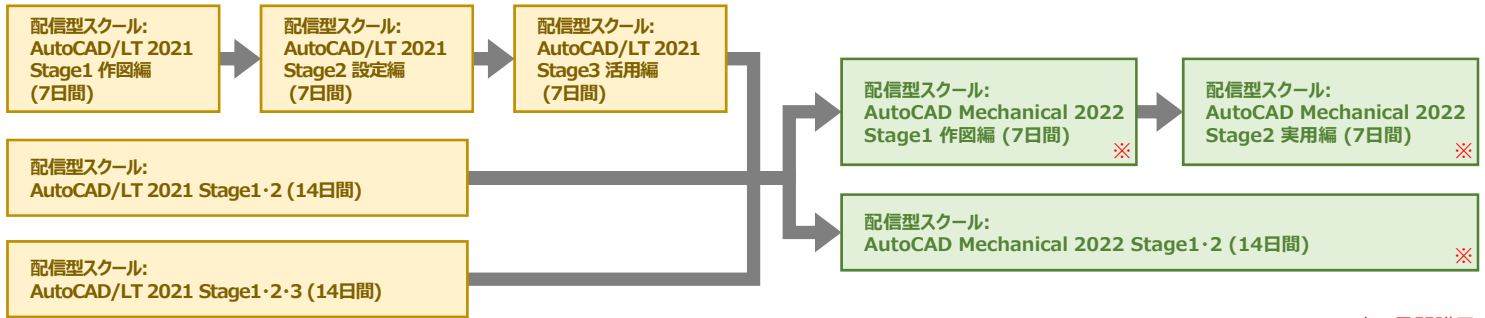 配信型スクール:
AutoCAD/LT 2021
Stage1 作図編
(7日間)
配信型スクール:
AutoCAD/LT 2021
Stage2 設定編
(7日間)
配信型スクール:
AutoCAD/LT 2021
Stage3 活用編
(7日間)
配信型スクール:
AutoCAD/LT 2021 Stage1･2 (14日間)
配信型スクール:
AutoCAD/LT 2021 Stage1･2･3 (14日間)
配信型スクール:
AutoCAD Mechanical 2022
Stage1 作図編 (7日間)
※
配信型スクール:
AutoCAD Mechanical 2022
Stage2 実用編 (7日間)
※
配信型スクール:
AutoCAD Mechanical 2022 Stage1･2 (14日間)
※